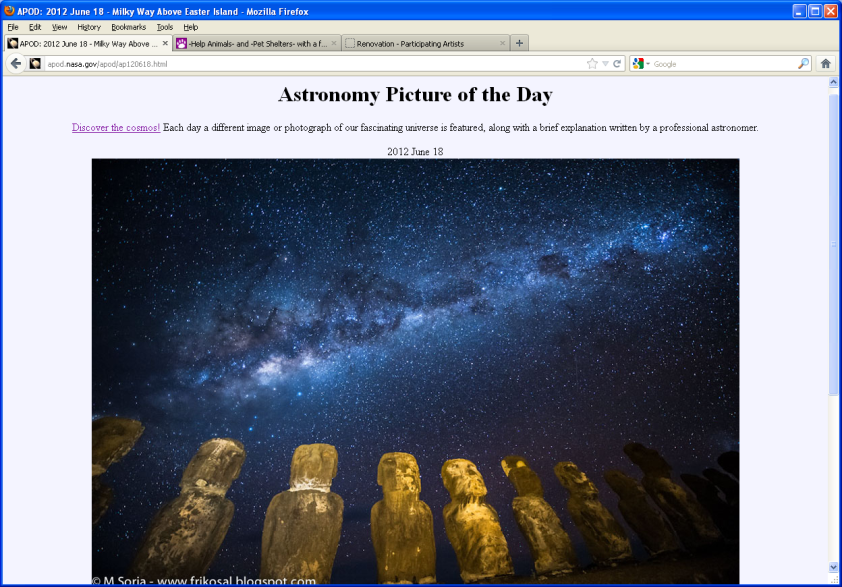 APOD: 2012 June 18 - Milky Way Above Easter Island - Mozilla Firefox
File Edit View History Bookmarks Tools Help
APOD: 2012 June 18 - Milky Way Above ... × -Help Animals- and -Pet Shelters- with a f... × Renovation - Participating Artists × +
apod.nasa.gov/apod/ap120618.html Google
Astronomy Picture of the Day
Discover the cosmos! Each day a different image or photograph of our fascinating universe is featured, along with a brief explanation written by a professional astronomer.
2012 June 18
© M Soria - www.frikosal.blogspot.com